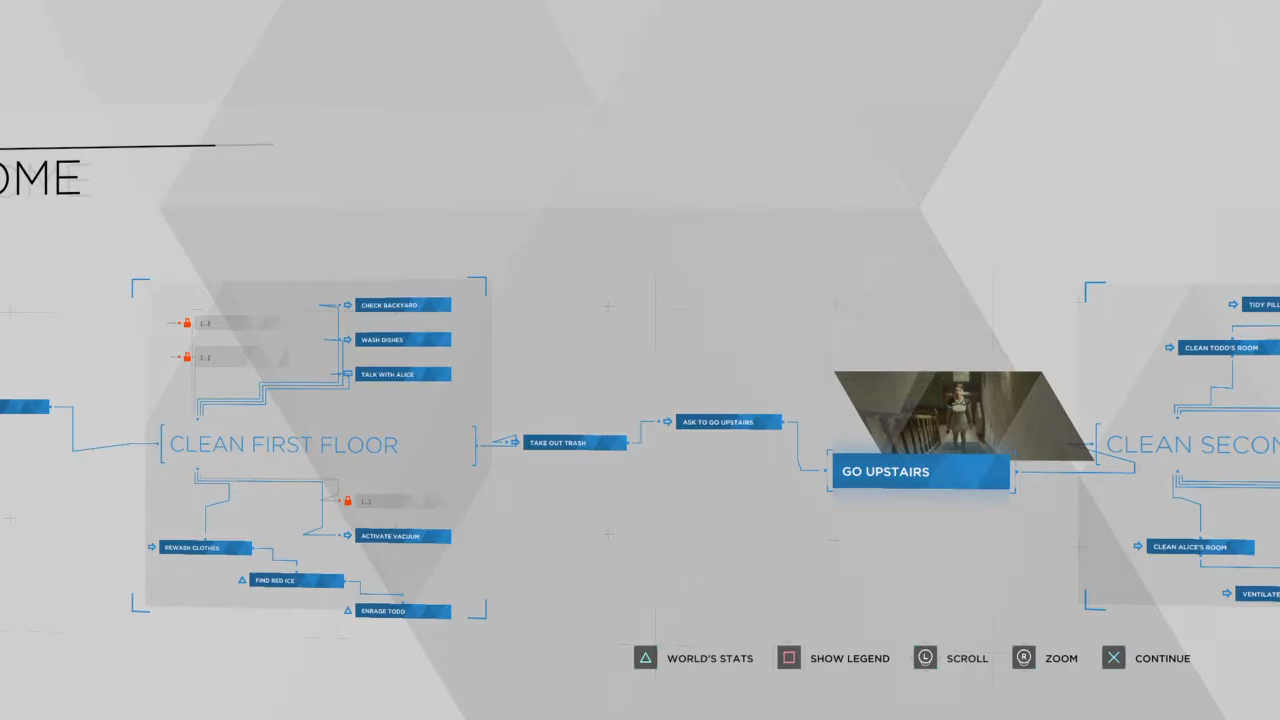 OME
CHECK BACKYARD
[...]
WASH DISHES
[...]
TALK WITH ALICE
CLEAN FIRST FLOOR
TAKE OUT TRASH
ASK TO GO UPSTAIRS
GO UPSTAIRS
[...]
ACTIVATE VACUUM
REWASH CLOTHES
FIND RED ICE
ENRAGE TODD
TIDY PILL
CLEAN TODD'S ROOM
CLEAN SECON
CLEAN ALICE'S ROOM
VENTILATE
WORLD'S STATS
SHOW LEGEND
L SCROLL
R ZOOM
CONTINUE